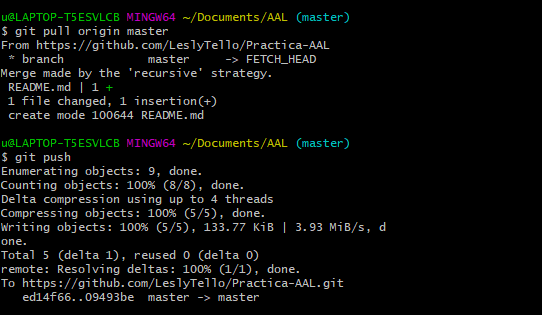 u@LAPTOP-T5ESVLCB MINGW64 ~/Documents/AAL (master)
$ git pull origin master
From https://github.com/LeslyTello/Practica-AAL
 * branch            master     -> FETCH_HEAD
Merge made by the 'recursive' strategy.
 README.md | 1 +
 1 file changed, 1 insertion(+)
 create mode 100644 README.md
u@LAPTOP-T5ESVLCB MINGW64 ~/Documents/AAL (master)
$ git push
Enumerating objects: 9, done.
Counting objects: 100% (8/8), done.
Delta compression using up to 4 threads
Compressing objects: 100% (5/5), done.
Writing objects: 100% (5/5), 133.77 KiB | 3.93 MiB/s, d
one.
Total 5 (delta 1), reused 0 (delta 0)
remote: Resolving deltas: 100% (1/1), done.
To https://github.com/LeslyTello/Practica-AAL.git
   ed14f66..09493be  master -> master